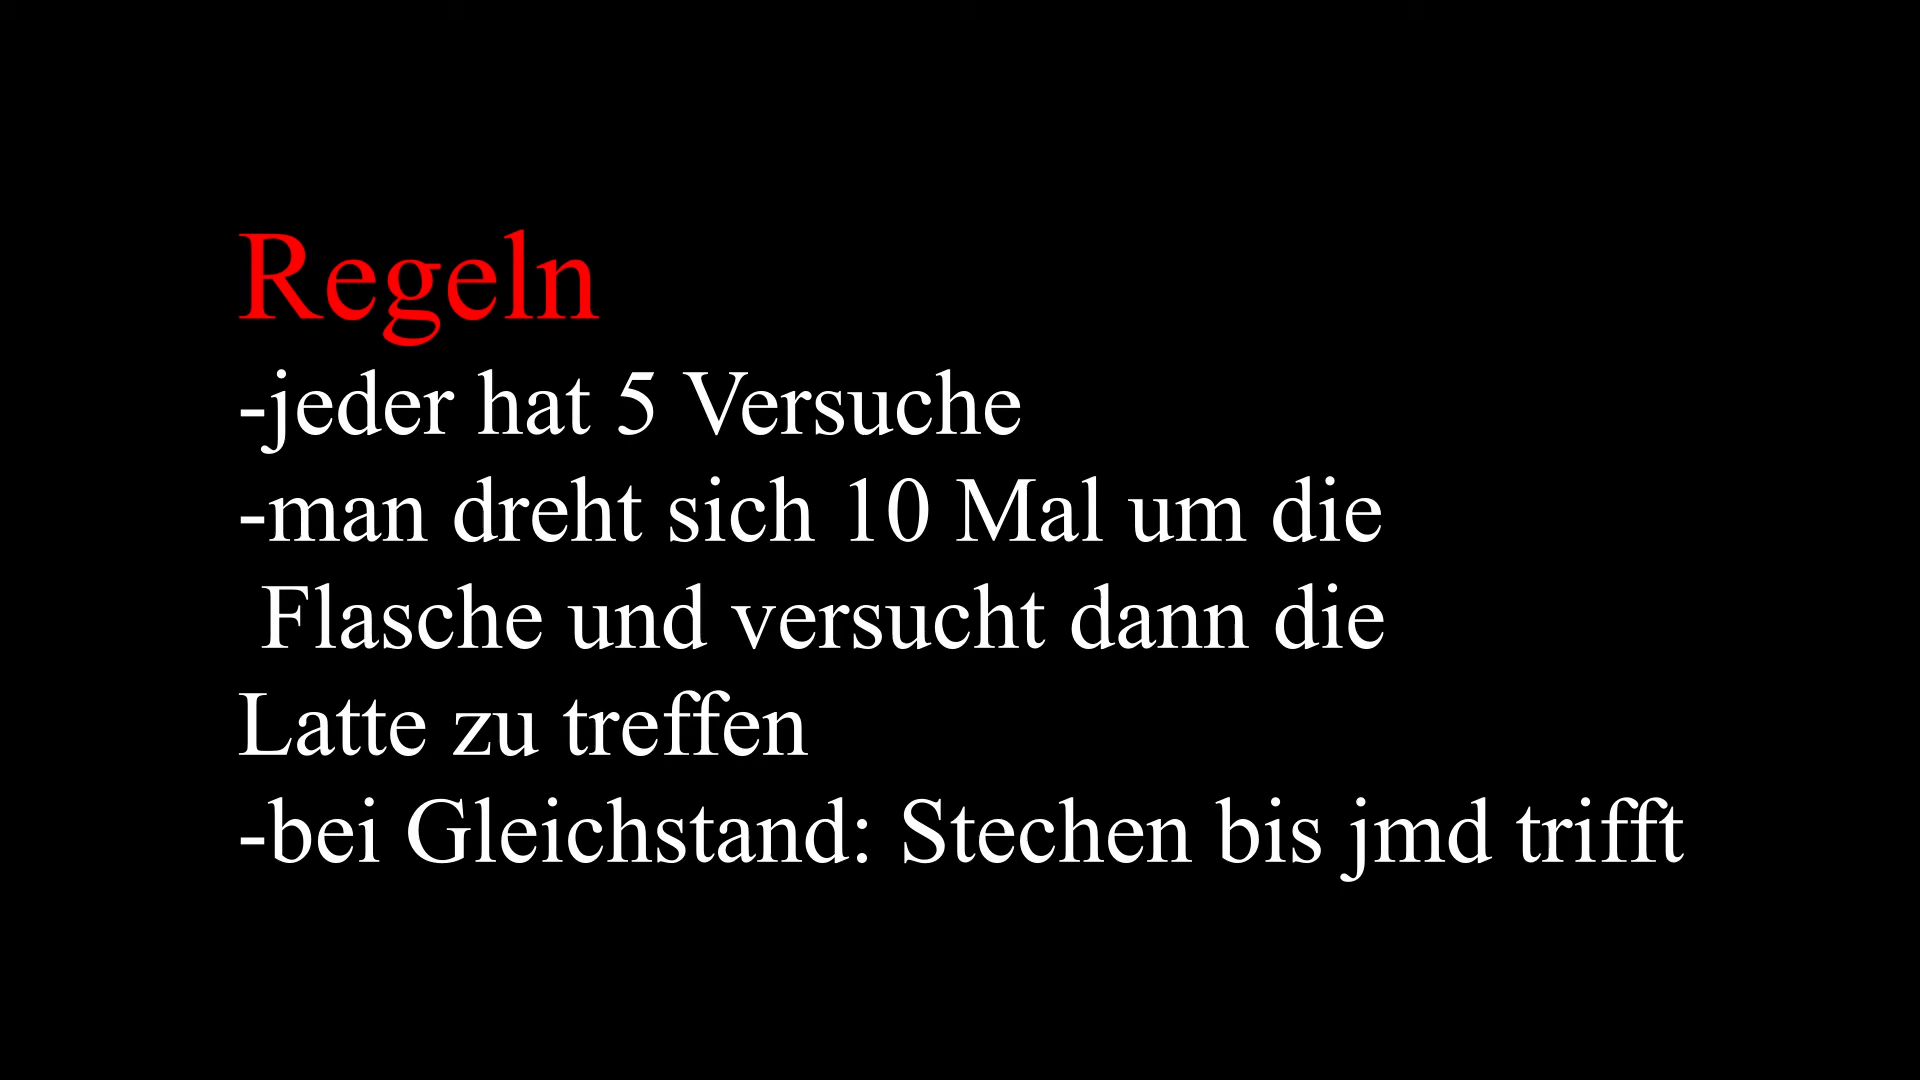 Regeln
-jeder hat 5 Versuche
-man dreht sich 10 Mal um die
Flasche und versucht dann die
Latte zu treffen
-bei Gleichstand: Stechen bis jmd trifft